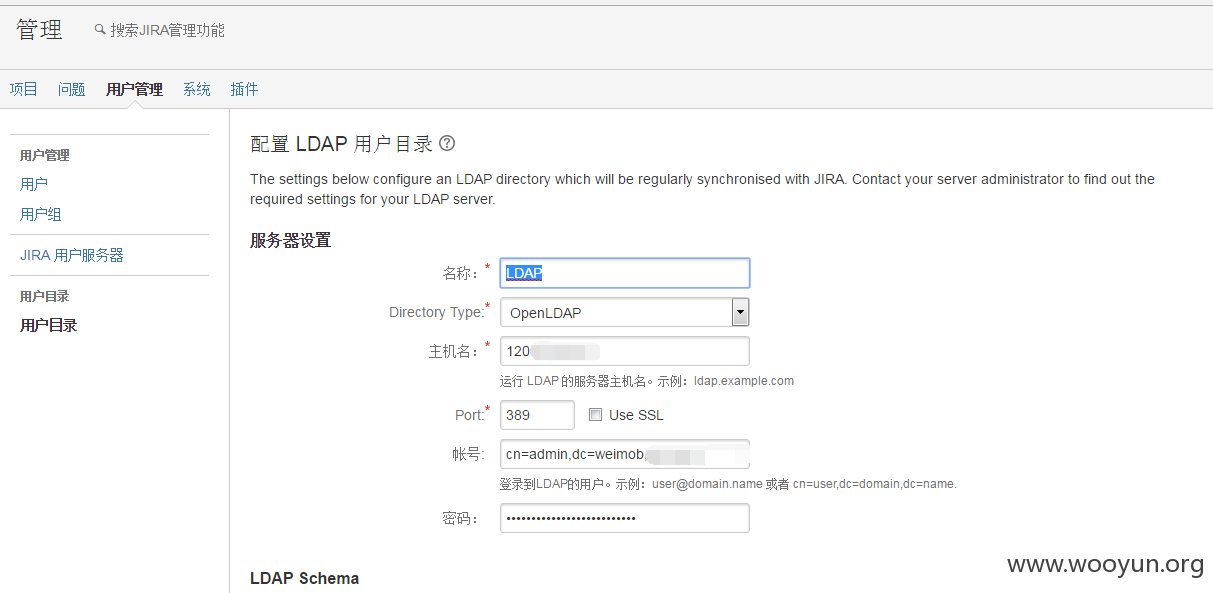 管理 搜索JIRA管理功能
项目 问题 用户管理 系统 插件
用户管理
用户
用户组
JIRA 用户服务器
用户目录
用户目录
配置 LDAP 用户目录
The settings below configure an LDAP directory which will be regularly synchronised with JIRA. Contact your server administrator to find out the
required settings for your LDAP server.
服务器设置
名称：* LDAP
Directory Type:* OpenLDAP
主机名：* 120
运行 LDAP 的服务器主机名。示例：ldap.example.com
Port:* 389 Use SSL
帐号: cn=admin,dc=weimob,
登录到LDAP的用户。示例：user@domain.name 或者 cn=user,dc=domain,dc=name.
密码： ••••••••••••••••••••••••••
LDAP Schema
www.wooyun.org